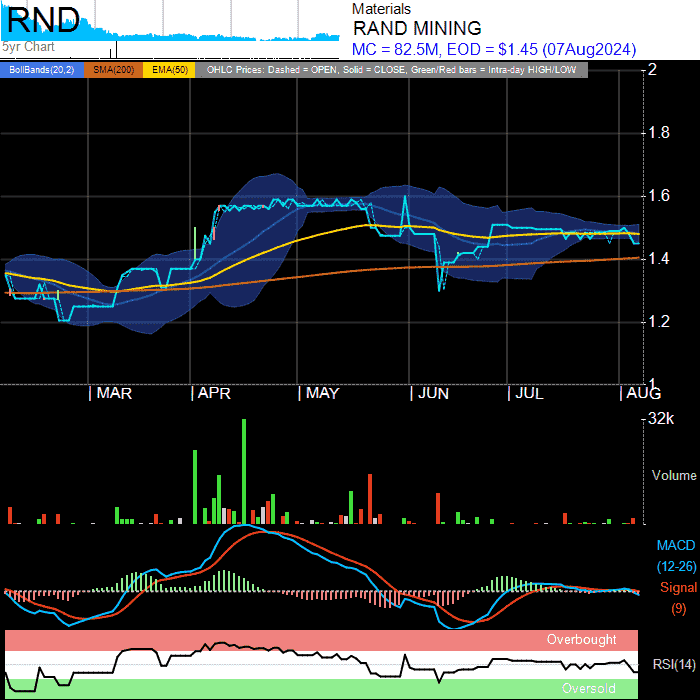 RND
5yr Chart
Materials
RAND MINING
MC = 82.5M, EOD = $1.45 (07Aug2024)
BollBands(20,2) SMA(200) EMA(50) OHLC Prices: Dashed = OPEN, Solid = CLOSE, Green/Red bars = Intra-day HIGH/LOW
2
1.8
1.6
1.4
1.2
1
MAR APR MAY JUN JUL AUG
32k
Volume
MACD
(12-26)
Signal
(9)
Overbought
RSI(14)
Oversold